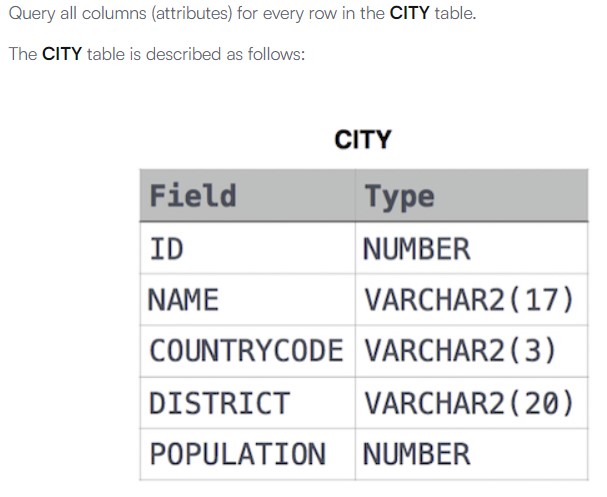 Query all columns (attributes) for every row in the CITY table.
The CITY table is described as follows:
CITY
Field Type
ID NUMBER
NAME VARCHAR2(17)
COUNTRYCODE VARCHAR2(3)
DISTRICT VARCHAR2(20)
POPULATION NUMBER